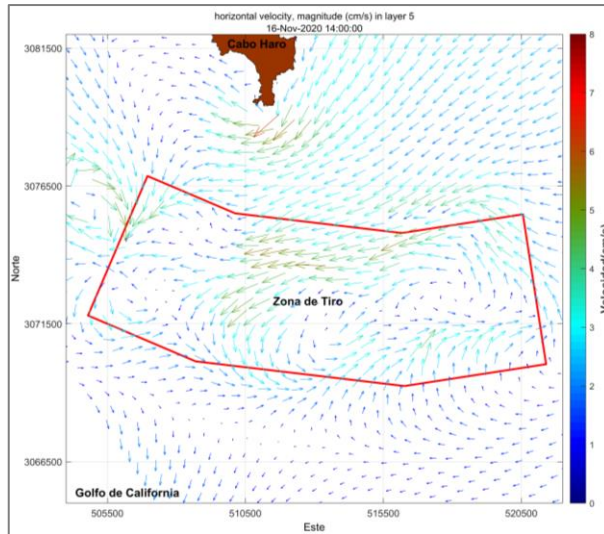 horizontal velocity, magnitude (cm/s) in layer 5
16-Nov-2020 14:00:00
Cabo Haro
3081500
3076500
3071500
3066500
Norte
Zona de Tiro
Golfo de California
505500
510500
515500
520500
Este
8
7
6
5
4
3
2
1
0